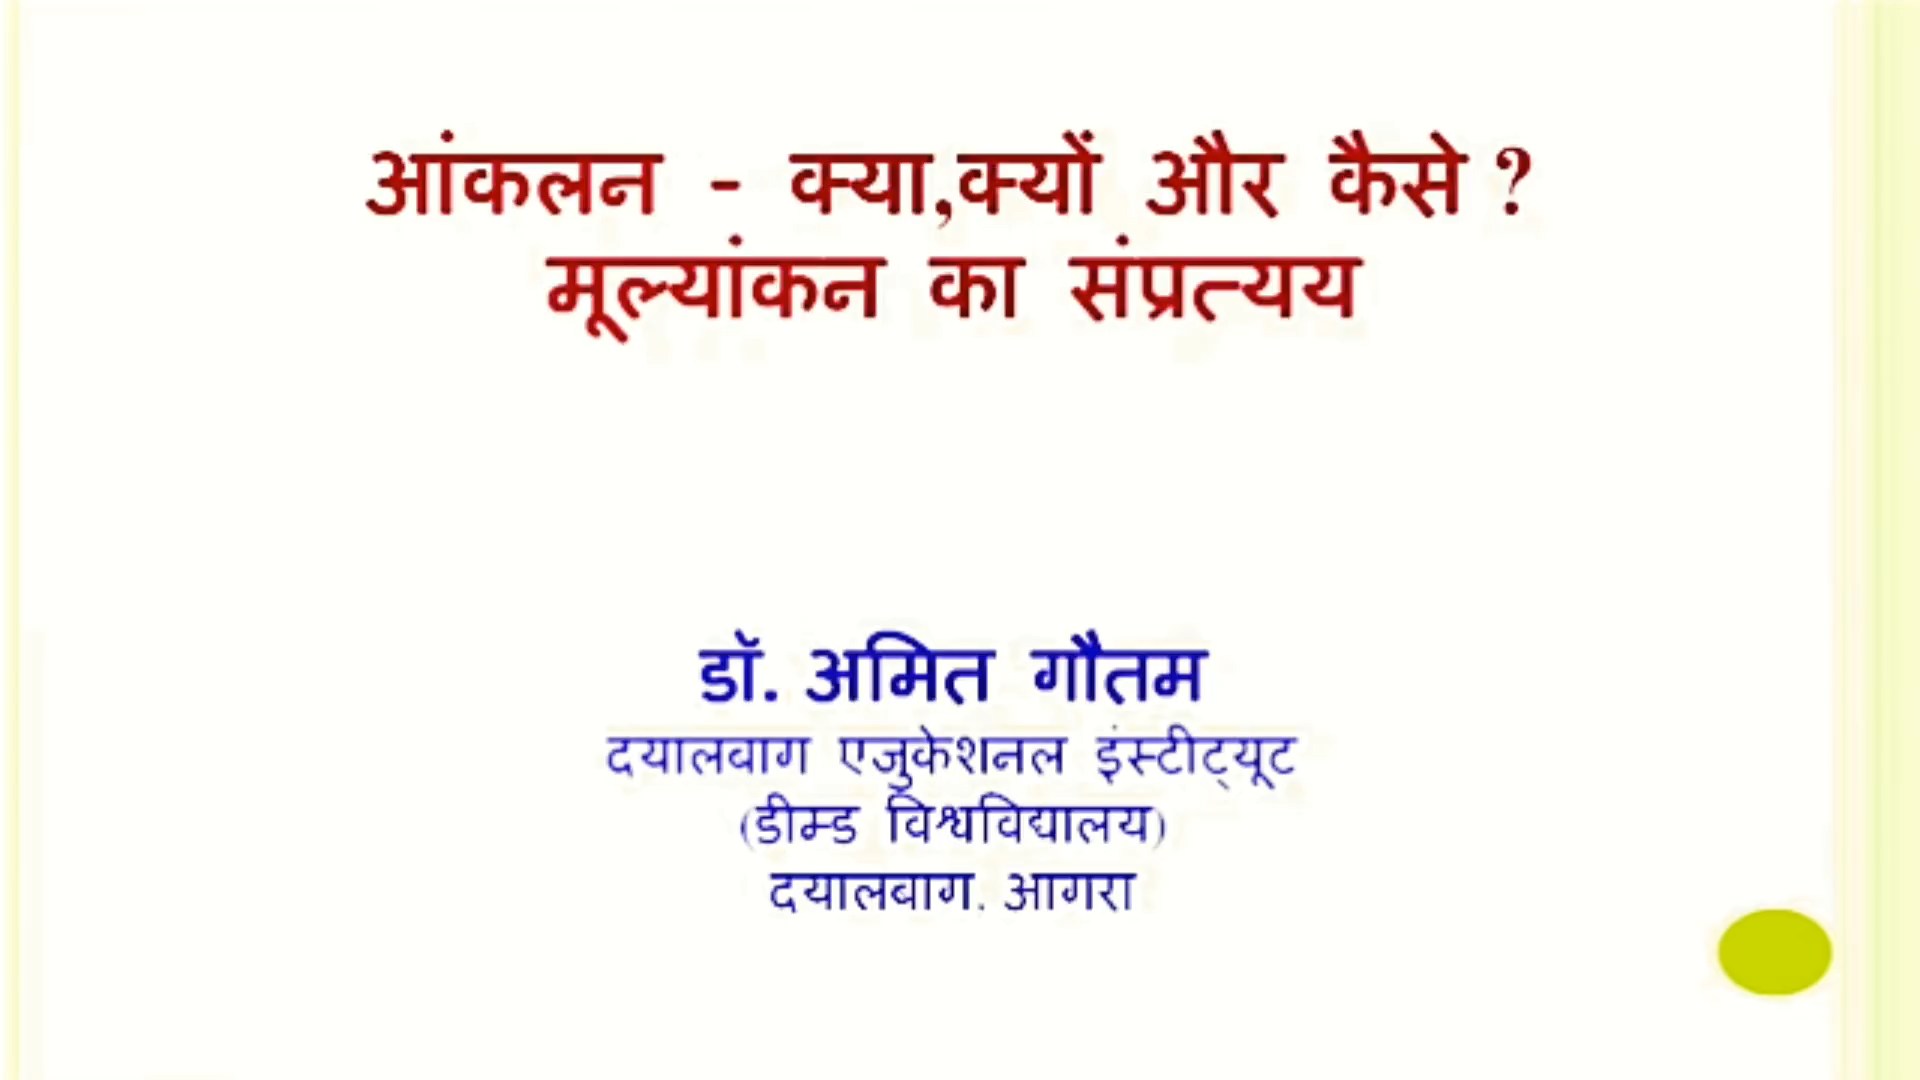 आंकलन - क्या,क्यों और कैसे ?
मूल्यांकन का संप्रत्यय
डॉ. अमित गौतम
दयालबाग एजुकेशनल इंस्टीट्यूट
(डीम्ड विश्वविद्यालय)
दयालबाग. आगरा